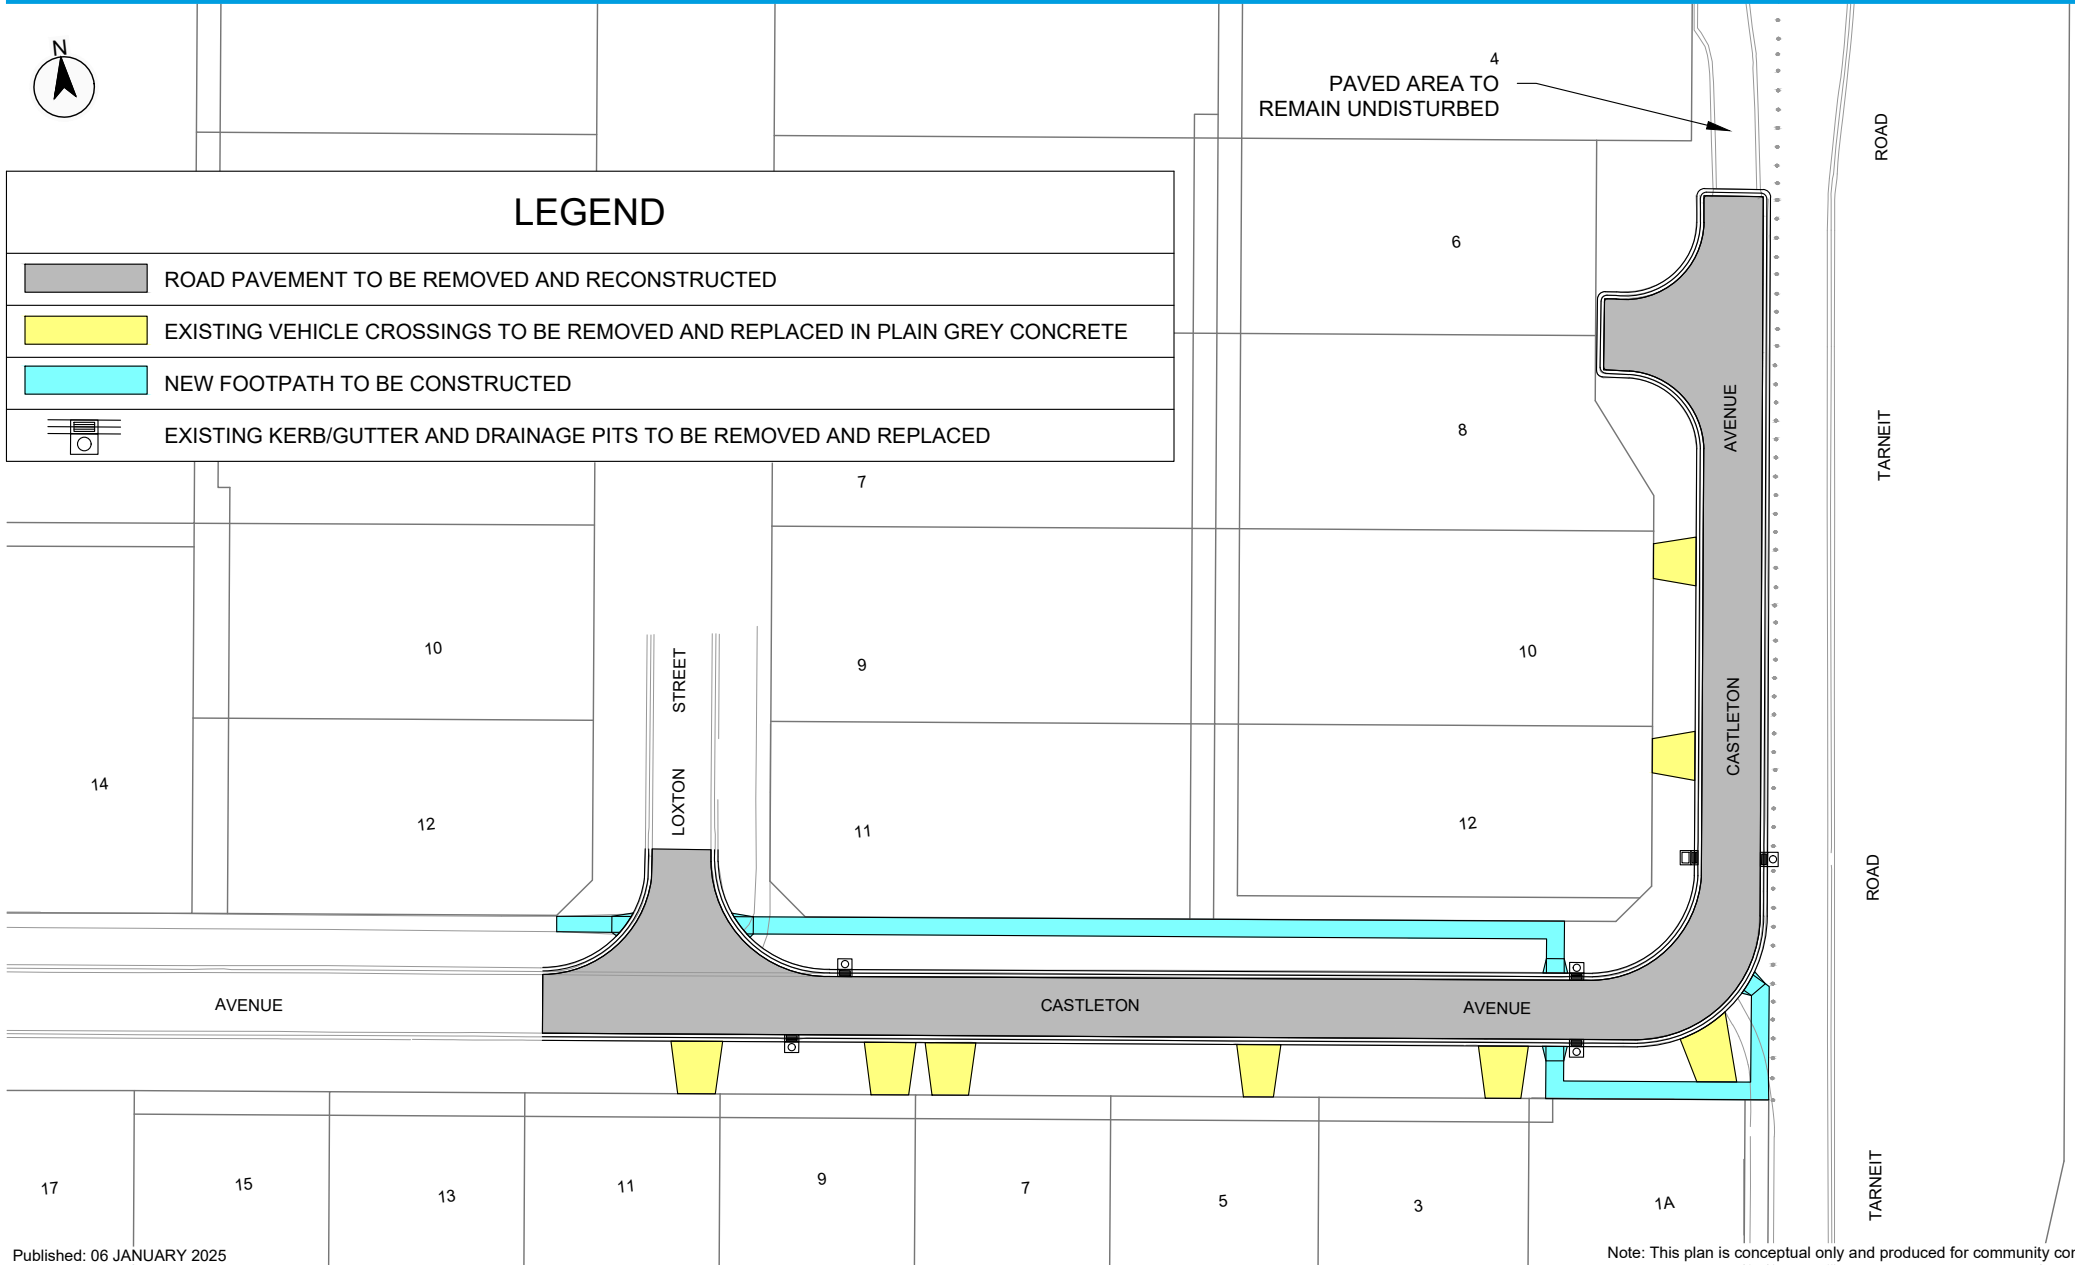 N
4
PAVED AREA TO
REMAIN UNDISTURBED
ROAD
LEGEND
ROAD PAVEMENT TO BE REMOVED AND RECONSTRUCTED
EXISTING VEHICLE CROSSINGS TO BE REMOVED AND REPLACED IN PLAIN GREY CONCRETE
NEW FOOTPATH TO BE CONSTRUCTED
EXISTING KERB/GUTTER AND DRAINAGE PITS TO BE REMOVED AND REPLACED
6
8
AVENUE
TARNEIT
7
10
STREET
9
10
CASTLETON
14
12
LOXTON
11
12
ROAD
AVENUE
CASTLETON
AVENUE
17
15
13
11
9
7
5
3
1A
TARNEIT
Published: 06 JANUARY 2025
Note: This plan is conceptual only and produced for community